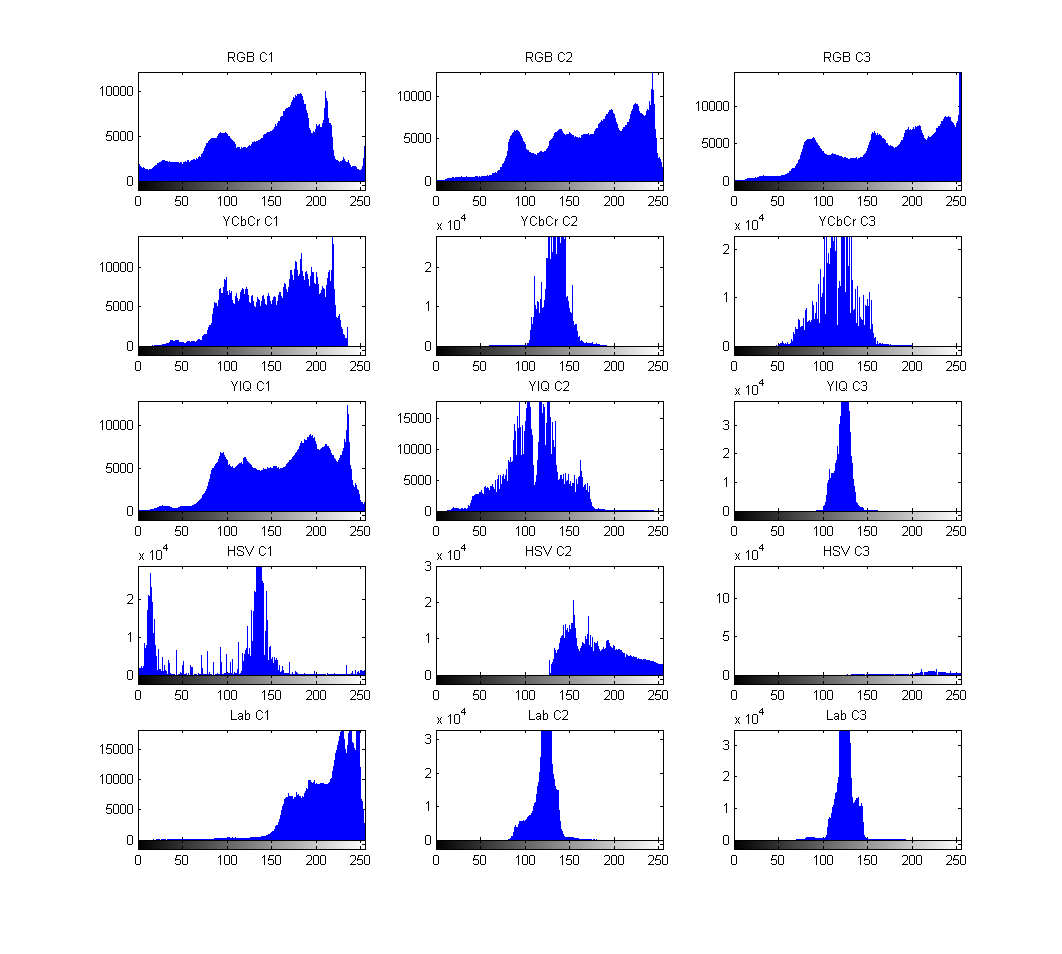 RGB C1
10000
5000
0
0 50 100 150 200 250
RGB C2
10000
5000
0
0 50 100 150 200 250
RGB C3
10000
5000
0
0 50 100 150 200 250
YCbCr C1
10000
5000
0
0 50 100 150 200 250
x 10^4
YCbCr C2
2
1
0
0 50 100 150 200 250
x 10^4
YCbCr C3
2
1
0
0 50 100 150 200 250
YIQ C1
10000
5000
0
0 50 100 150 200 250
YIQ C2
15000
10000
5000
0
0 50 100 150 200 250
x 10^4
YIQ C3
3
2
1
0
0 50 100 150 200 250
x 10^4
HSV C1
2
1
0
0 50 100 150 200 250
x 10^4
HSV C2
3
2
1
0
0 50 100 150 200 250
x 10^4
HSV C3
10
5
0
0 50 100 150 200 250
Lab C1
15000
10000
5000
0
0 50 100 150 200 250
x 10^4
Lab C2
3
2
1
0
0 50 100 150 200 250
x 10^4
Lab C3
3
2
1
0
0 50 100 150 200 250